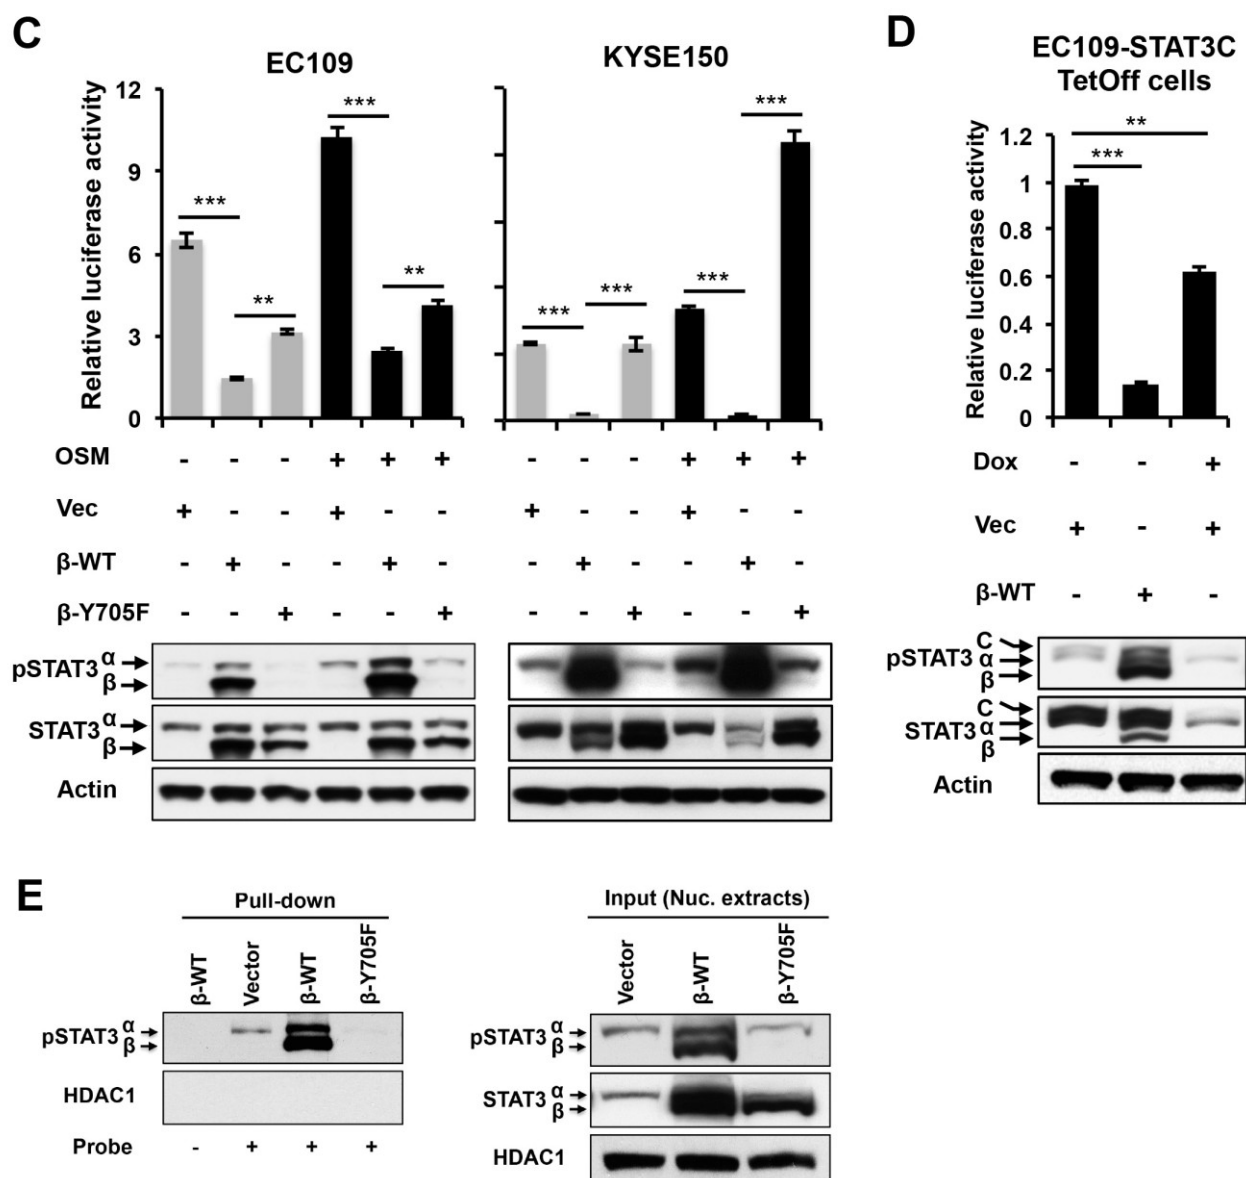 C
EC109
KYSE150
Relative luciferase activity
12
9
6
3
0
***
**
***
**
***
***
***
***
OSM - - - + + + - - - + + +
Vec + - - + - - + - - + - -
β-WT - + - - + - - + - - + -
β-Y705F - - + - - + - - + - - +
pSTAT3 α
β
STAT3 α
β
Actin
D
EC109-STAT3C
TetOff cells
Relative luciferase activity
1.2
1
0.8
0.6
0.4
0.2
0
**
***
Dox - - +
Vec + - +
β-WT - + -
C
pSTAT3 α
β
C
STAT3 α
β
Actin
E
Pull-down
β-WT
Vector
β-WT
β-Y705F
pSTAT3 α
β
HDAC1
Probe - + + +
Input (Nuc. extracts)
Vector
β-WT
β-Y705F
pSTAT3 α
β
STAT3 α
β
HDAC1